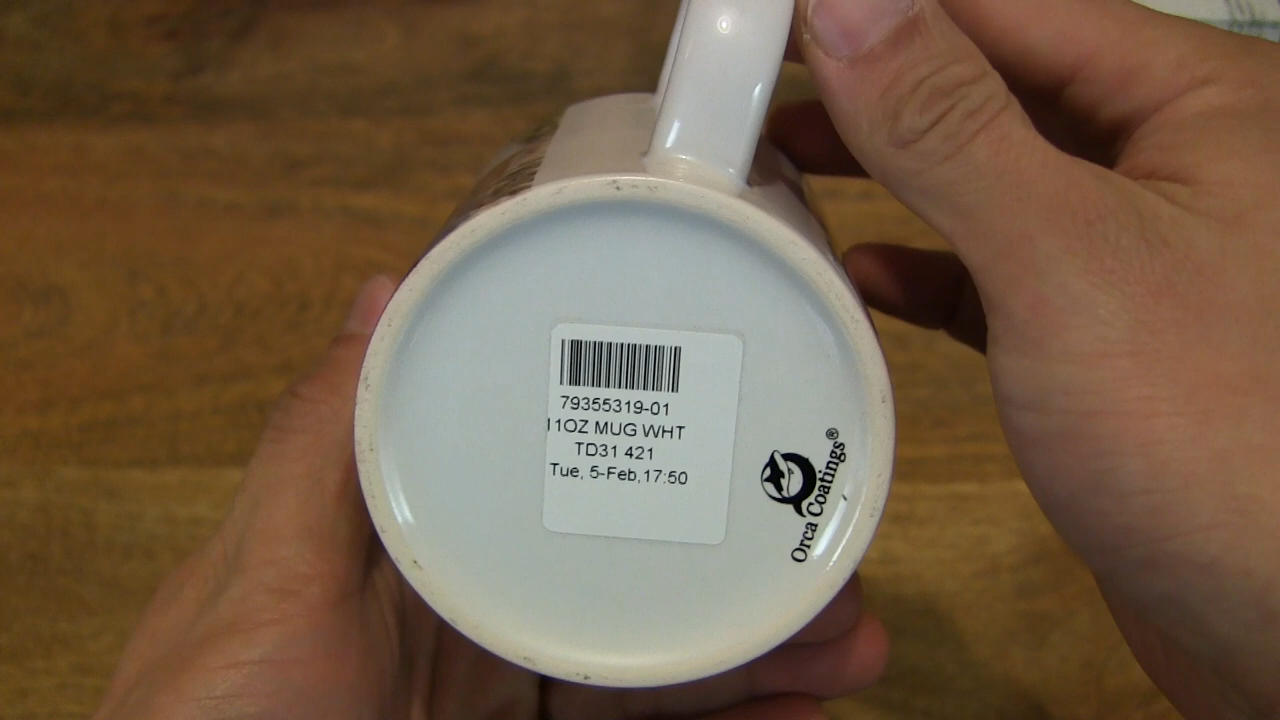 79355319-01
11OZ MUG WHT
TD31 421
Tue, 5-Feb,17:50
Orca Coatings®